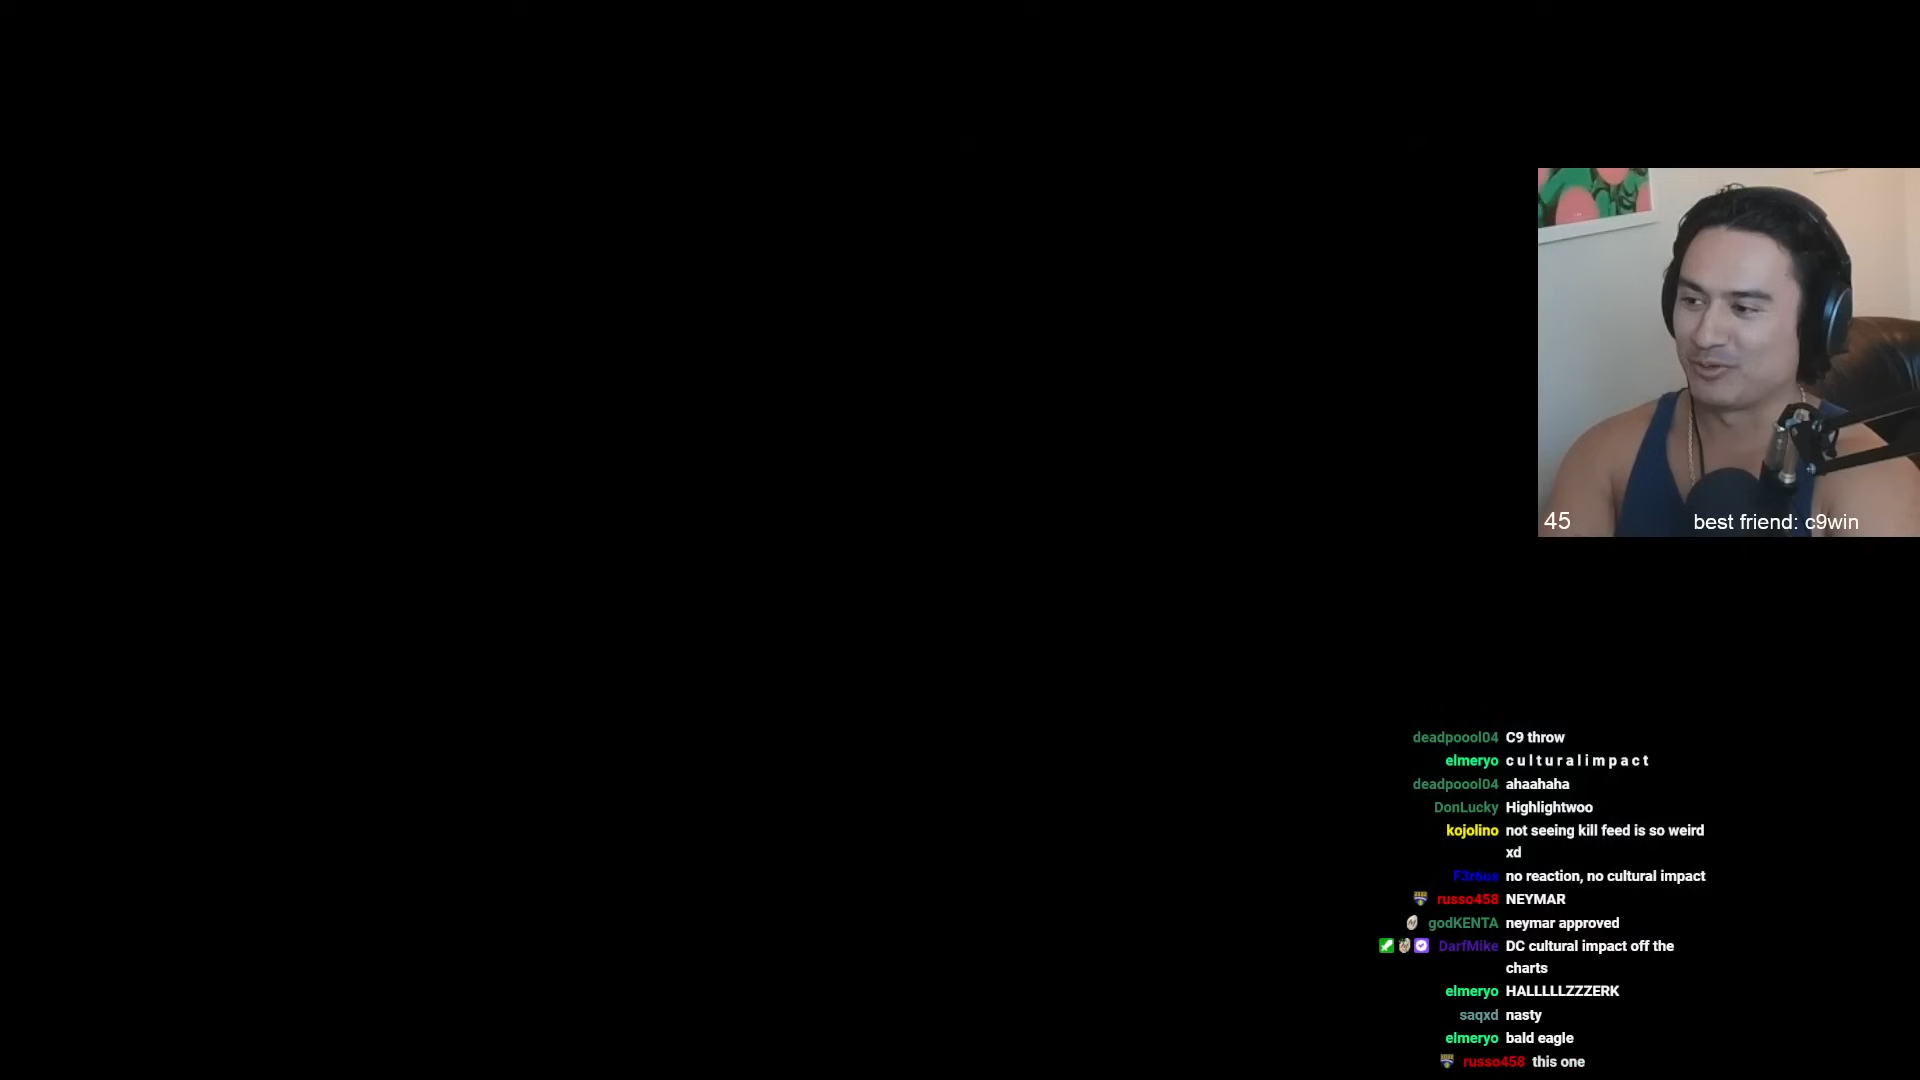 45 best friend: c9win
deadpoool04 C9 throw
elmeryo c u l t u r a l i m p a c t
deadpoool04 ahaahaha
DonLucky Highlightwoo
kojolino not seeing kill feed is so weird
xd
F3r6us no reaction, no cultural impact
russo458 NEYMAR
godKENTA neymar approved
DarfMike DC cultural impact off the
charts
elmeryo HALLLLLZZZERK
saqxd nasty
elmeryo bald eagle
russo458 this one